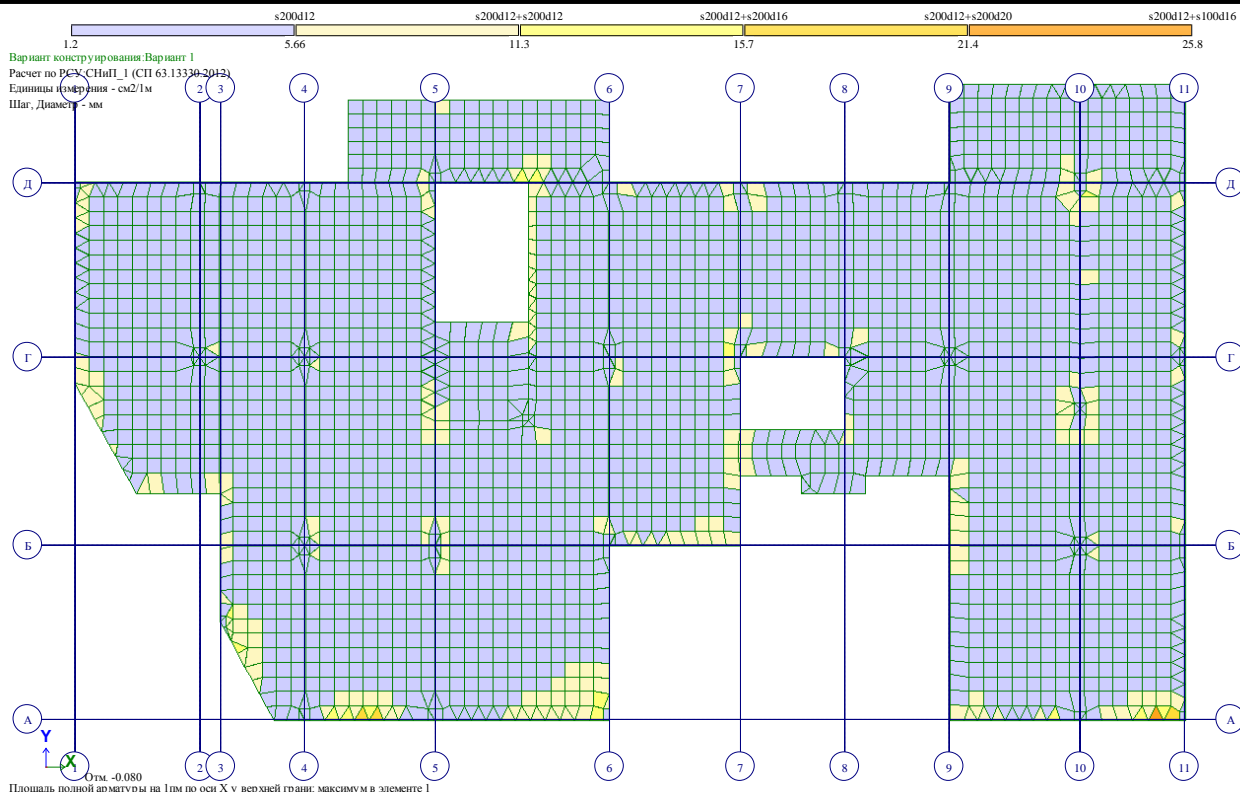 s200d12 s200d12+s200d12 s200d12+s200d16 s200d12+s200d20 s200d12+s100d16
1.2 5.66 11.3 15.7 21.4 25.8
Вариант конструирования:Вариант 1
Расчет по РСУ:СНиП_1 (СП 63.13330.2012)
Единицы измерения - см2/1м
Шаг, Диаметр - мм
1 2 3 4 5 6 7 8 9 10 11
Д Д
Г Г
Б Б
А А
Y
X
1 2 3 4 5 6 7 8 9 10 11
Отм. -0.080
Площадь полной арматуры на 1пм по оси X у верхней грани; максимум в элементе 1